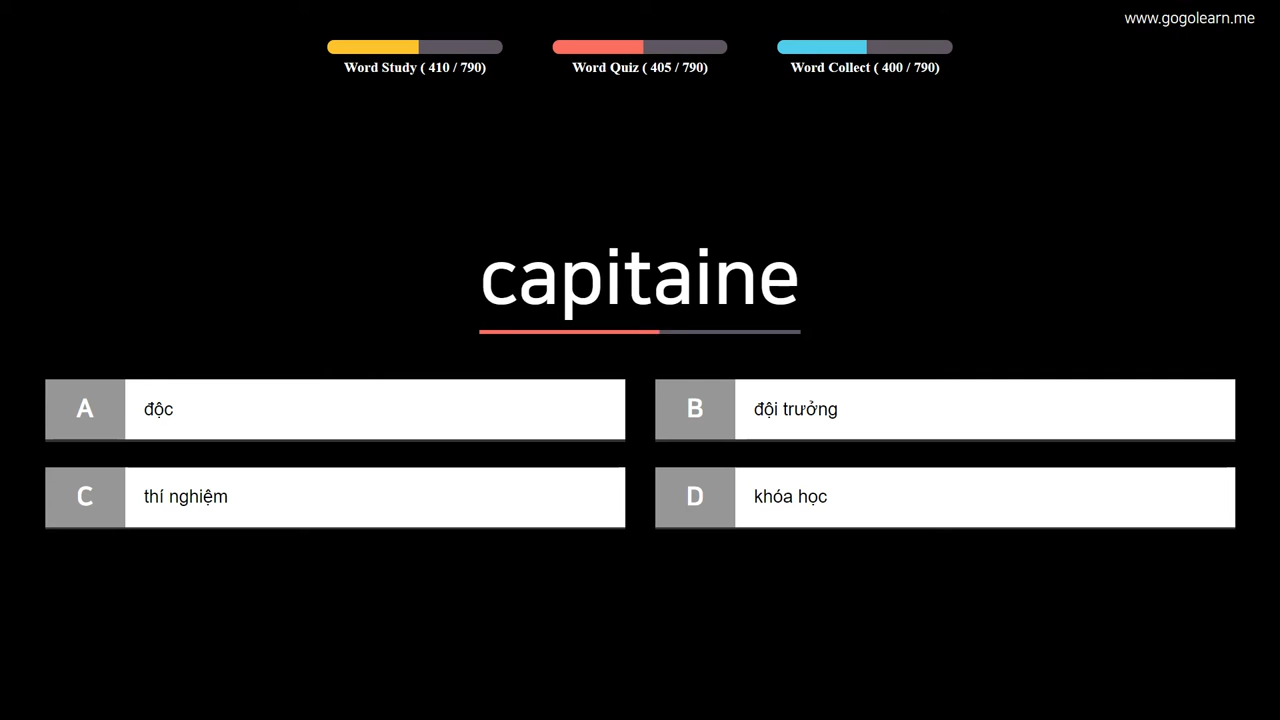 www.gogolearn.me
Word Study ( 410 / 790)
Word Quiz ( 405 / 790)
Word Collect ( 400 / 790)
capitaine
A độc
B đội trưởng
C thí nghiệm
D khóa học